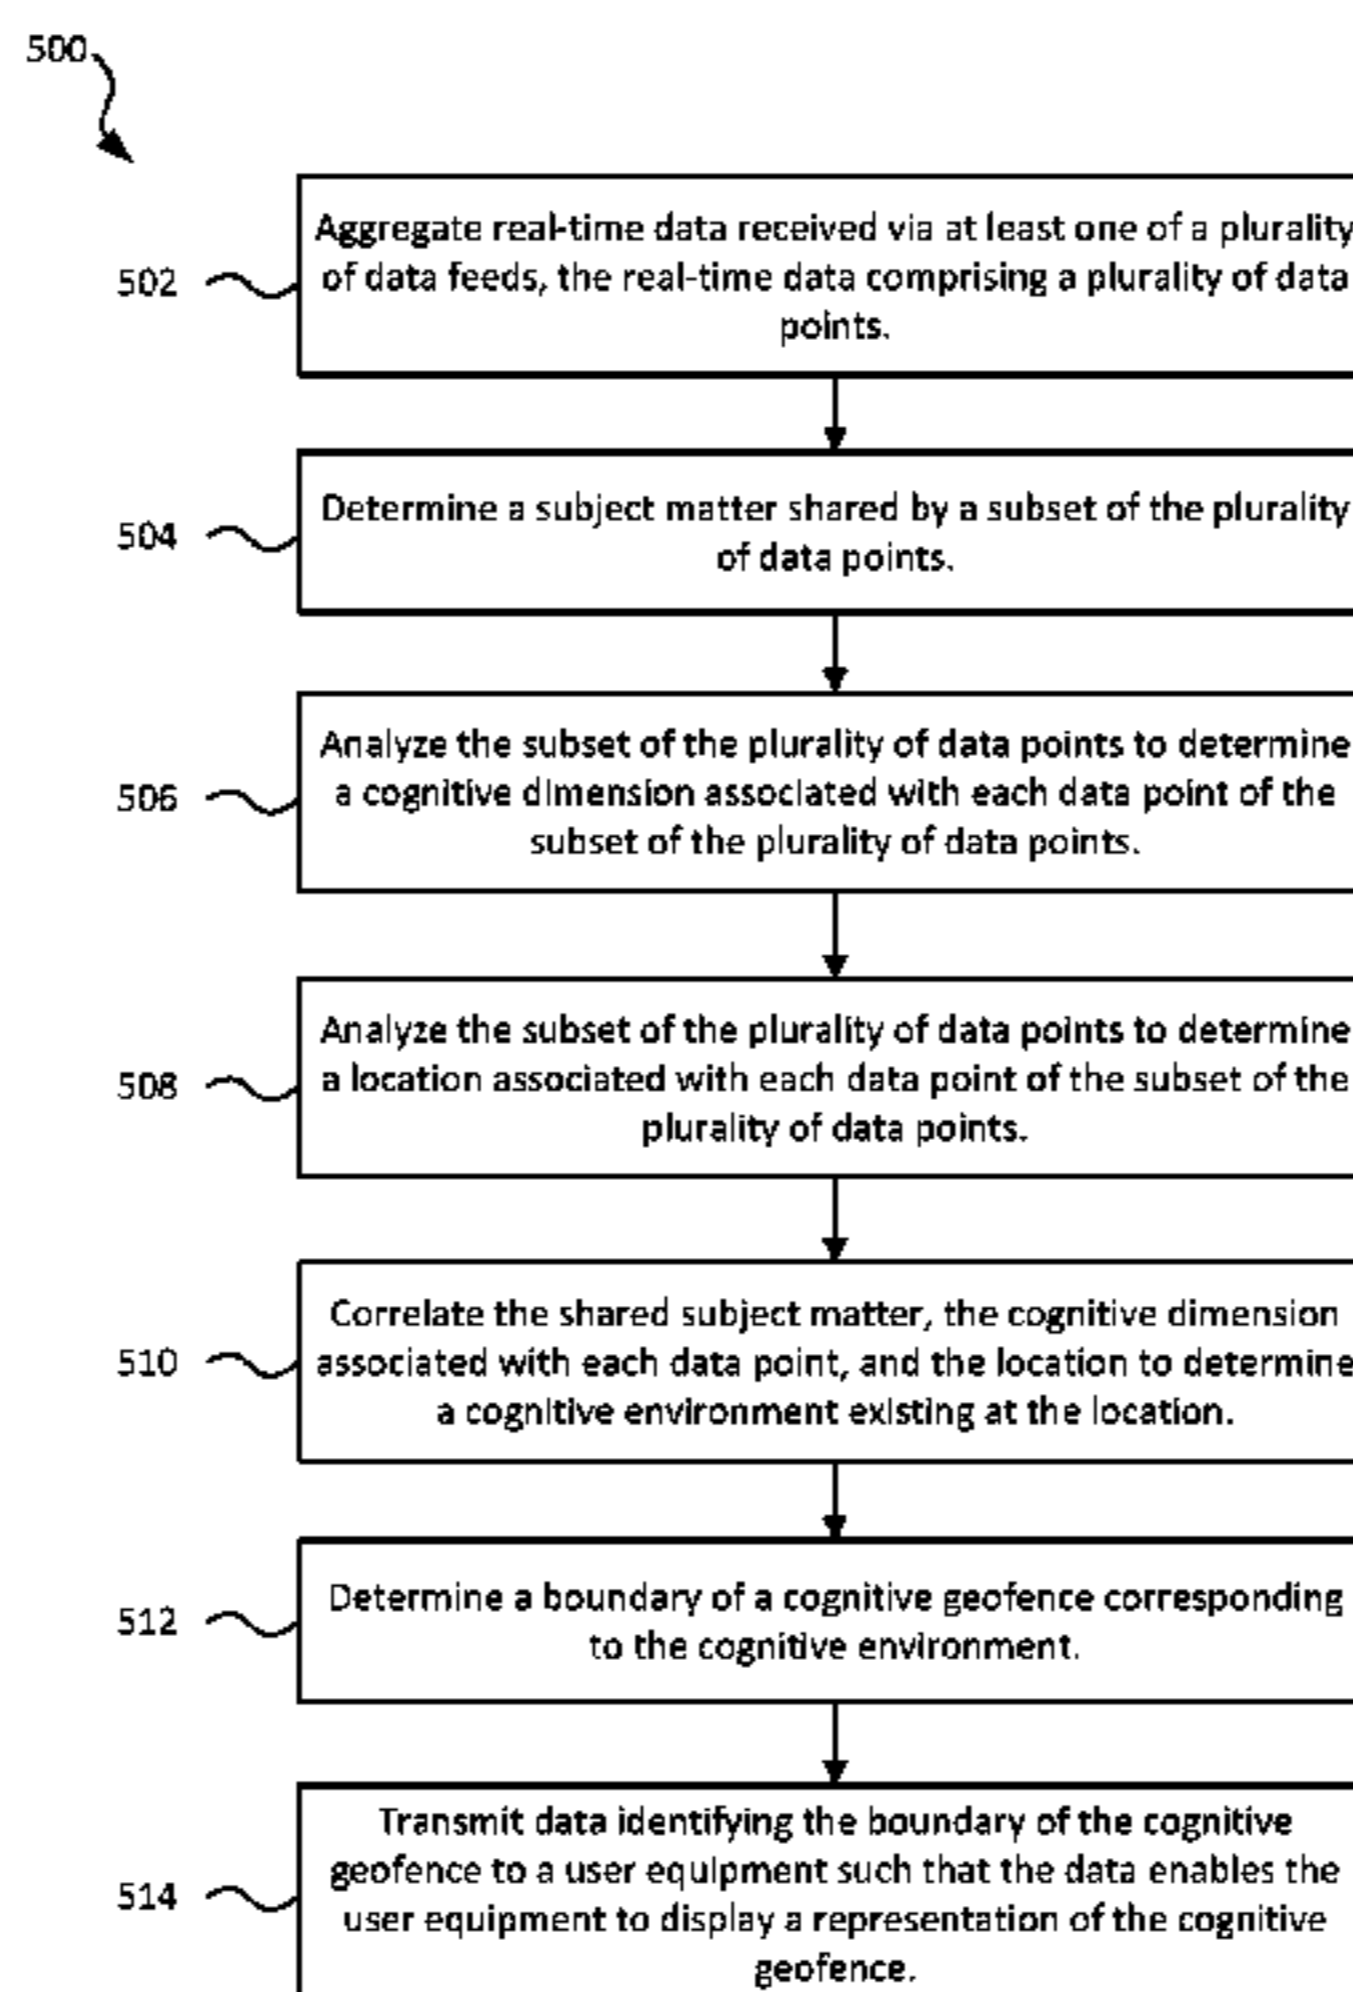 500
502
Aggregate real-time data received via at least one of a plurality
of data feeds, the real-time data comprising a plurality of data
points.
504
Determine a subject matter shared by a subset of the plurality
of data points.
506
Analyze the subset of the plurality of data points to determine
a cognitive dimension associated with each data point of the
subset of the plurality of data points.
508
Analyze the subset of the plurality of data points to determine
a location associated with each data point of the subset of the
plurality of data points.
510
Correlate the shared subject matter, the cognitive dimension
associated with each data point, and the location to determine
a cognitive environment existing at the location.
512
Determine a boundary of a cognitive geofence corresponding
to the cognitive environment.
514
Transmit data identifying the boundary of the cognitive
geofence to a user equipment such that the data enables the
user equipment to display a representation of the cognitive
geofence.